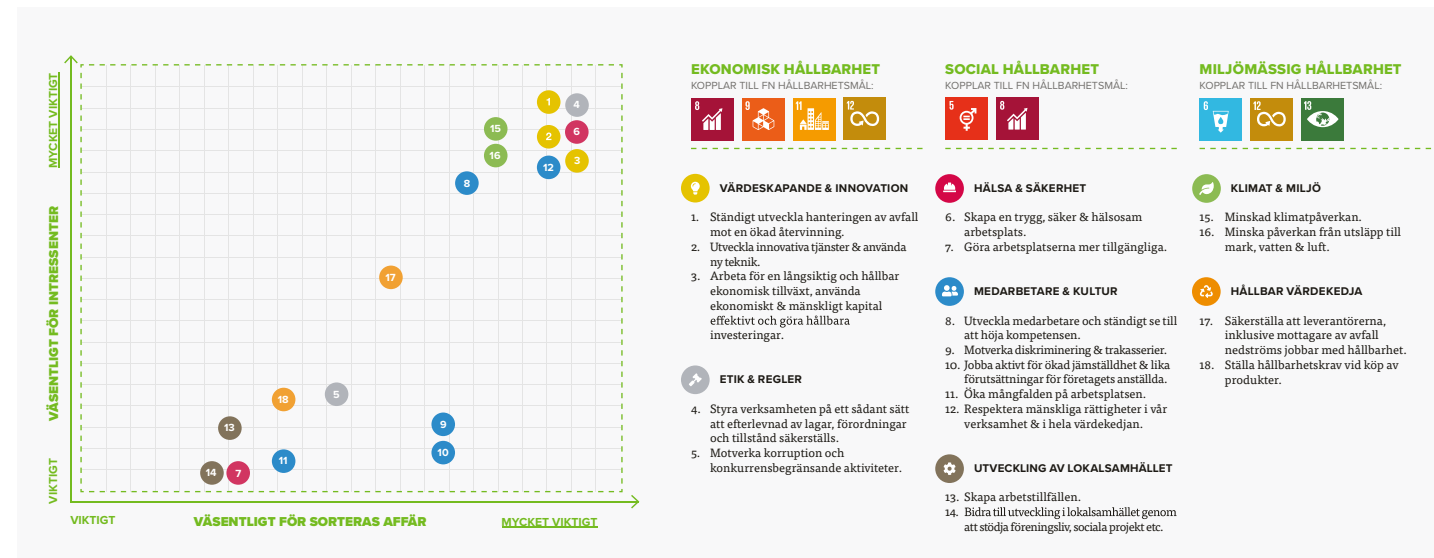 MYCKET VIKTIGT
VÄSENTLIGT FÖR INTRESSENTER
VIKTIGT
1
4
15
6
2
16
3
12
8
17
5
18
13
9
10
11
14
7
VIKTIGT
VÄSENTLIGT FÖR SORTERAS AFFÄR
MYCKET VIKTIGT
EKONOMISK HÅLLBARHET
KOPPLAR TILL FN HÅLLBARHETSMÅL:
8
9
11
12
VÄRDESKAPANDE & INNOVATION
1. Ständigt utveckla hanteringen av avfall
mot en ökad återvinning.
2. Utveckla innovativa tjänster & använda
ny teknik.
3. Arbeta för en långsiktig och hållbar
ekonomisk tillväxt, använda
ekonomiskt & mänskligt kapital
effektivt och göra hållbara
investeringar.
ETIK & REGLER
4. Styra verksamheten på ett sådant sätt
att efterlevnad av lagar, förordningar
och tillstånd säkerställs.
5. Motverka korruption och
konkurrensbegränsande aktiviteter.
SOCIAL HÅLLBARHET
KOPPLAR TILL FN HÅLLBARHETSMÅL:
5
8
HÄLSA & SÄKERHET
6. Skapa en trygg, säker & hälsosam
arbetsplats.
7. Göra arbetsplatserna mer tillgängliga.
MEDARBETARE & KULTUR
8. Utveckla medarbetare och ständigt se till
att höja kompetensen.
9. Motverka diskriminering & trakasserier.
10. Jobba aktivt för ökad jämställdhet & lika
förutsättningar för företagets anställda.
11. Öka mångfalden på arbetsplatsen.
12. Respektera mänskliga rättigheter i vår
verksamhet & i hela värdekedjan.
UTVECKLING AV LOKALSAMHÄLLET
13. Skapa arbetstillfällen.
14. Bidra till utveckling i lokalsamhället genom
att stödja föreningsliv, sociala projekt etc.
MILJÖMÄSSIG HÅLLBARHET
KOPPLAR TILL FN HÅLLBARHETSMÅL:
6
12
13
KLIMAT & MILJÖ
15. Minskad klimatpåverkan.
16. Minska påverkan från utsläpp till
mark, vatten & luft.
HÅLLBAR VÄRDEKEDJA
17. Säkerställa att leverantörerna,
inklusive mottagare av avfall
nedströms jobbar med hållbarhet.
18. Ställa hållbarhetskrav vid köp av
produkter.